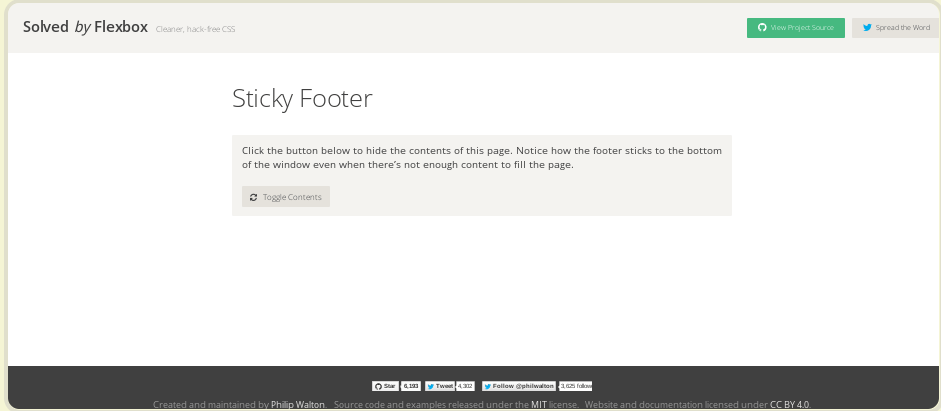 Solved by Flexbox Cleaner, hack-free CSS
View Project Source
Spread the Word
Sticky Footer
Click the button below to hide the contents of this page. Notice how the footer sticks to the bottom
of the window even when there's not enough content to fill the page.
Toggle Contents
Star 6,193 Tweet 4,302 Follow @philwalton 3,625 follow
Created and maintained by Philip Walton. Source code and examples released under the MIT license. Website and documentation licensed under CC BY 4.0